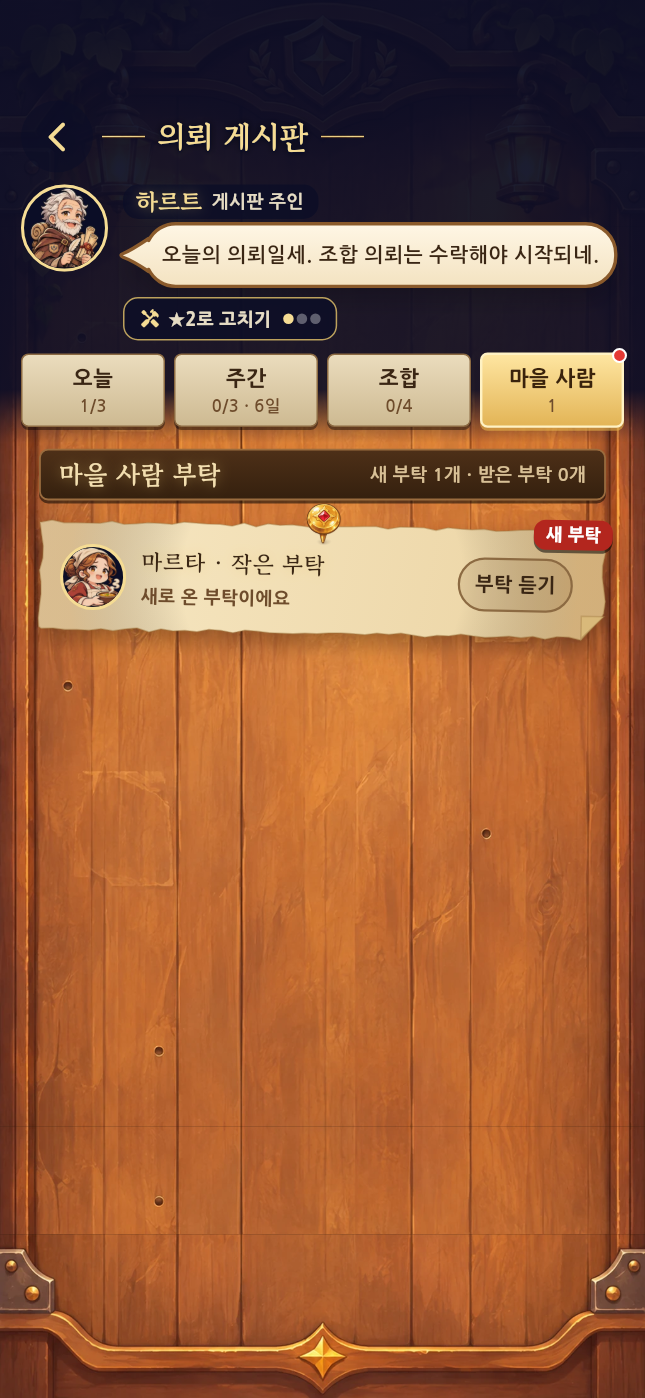 의뢰 게시판
하르트 게시판 주인
오늘의 의뢰일세. 조합 의뢰는 수락해야 시작되네.
★2로 고치기
오늘
1/3
주간
0/3 · 6일
조합
0/4
마을 사람
1
마을 사람 부탁
새 부탁 1개 · 받은 부탁 0개
새 부탁
마르타 · 작은 부탁
새로 온 부탁이에요
부탁 듣기